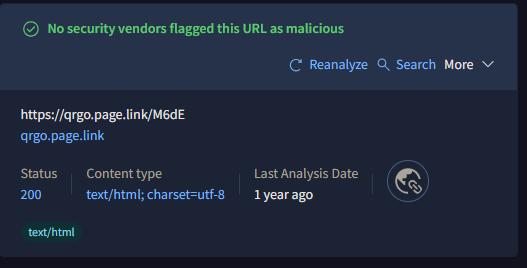 No security vendors flagged this URL as malicious
Reanalyze Search More
https://qrgo.page.link/M6dE
qrgo.page.link
Status Content type Last Analysis Date
200 text/html; charset=utf-8 1 year ago
text/html